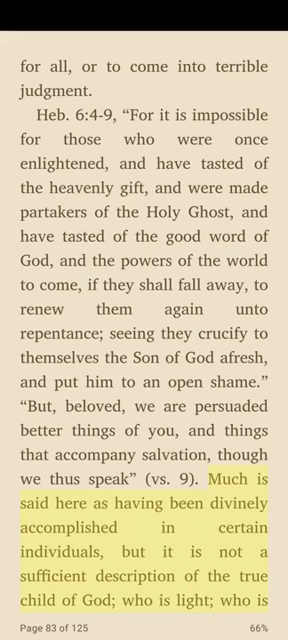 for all, or to come into terrible
judgment.
Heb. 6:4-9, “For it is impossible
for those who were once
enlightened, and have tasted of
the heavenly gift, and were made
partakers of the Holy Ghost, and
have tasted of the good word of
God, and the powers of the world
to come, if they shall fall away, to
renew them again unto
repentance; seeing they crucify to
themselves the Son of God afresh,
and put him to an open shame.”
“But, beloved, we are persuaded
better things of you, and things
that accompany salvation, though
we thus speak” (vs. 9). Much is
said here as having been divinely
accomplished in certain
individuals, but it is not a
sufficient description of the true
child of God; who is light; who is
Page 83 of 125 66%